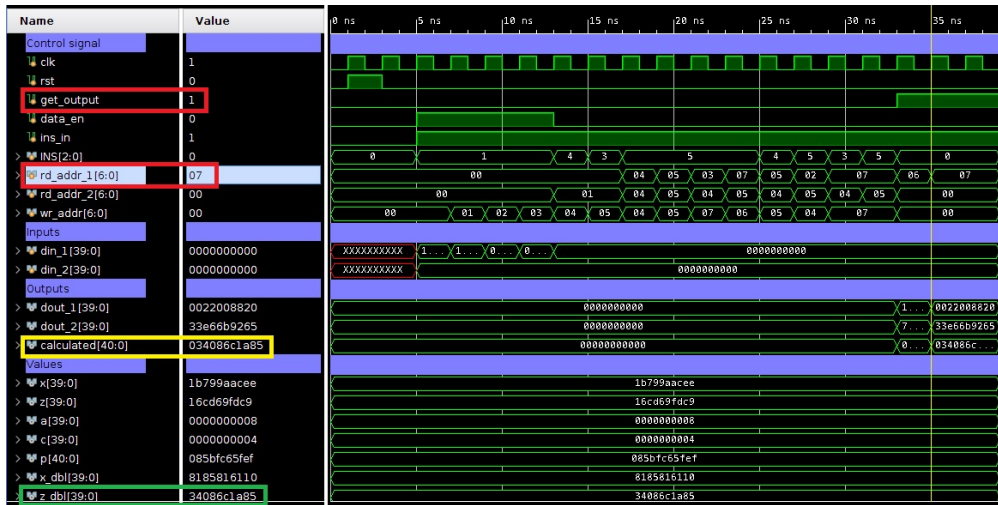 Name Value 0 ns 5 ns 10 ns 15 ns 20 ns 25 ns 30 ns 35 ns
Control signal
clk 1
rst 0
get_output 1
data_en 0
ins_in 1
INS[2:0] 0 0 1 4 3 5 4 5 3 5 0
rd_addr_1[6:0] 07 00 04 05 03 07 05 02 07 06 07
rd_addr_2[6:0] 00 00 01 04 05 04 05 04 05 04 05 00
wr_addr[6:0] 00 00 01 02 03 04 05 04 05 07 06 05 04 07 00
Inputs
din_1[39:0] 0000000000 XXXXXXXXXX 1... 1... 0... 0... 0000000000
din_2[39:0] 0000000000 XXXXXXXXXX 0000000000
Outputs
dout_1[39:0] 0022008820 0000000000 1... 0022008820
dout_2[39:0] 33e66b9265 0000000000 7... 33e66b9265
calculated[40:0] 034086c1a85 00000000000 0... 034086c...
Values
x[39:0] 1b799aacee 1b799aacee
z[39:0] 16cd69fdc9 16cd69fdc9
a[39:0] 0000000008 0000000008
c[39:0] 0000000004 0000000004
p[40:0] 085bfc65fef 085bfc65fef
x_dbl[39:0] 8185816110 8185816110
z_dbl[39:0] 34086c1a85 34086c1a85